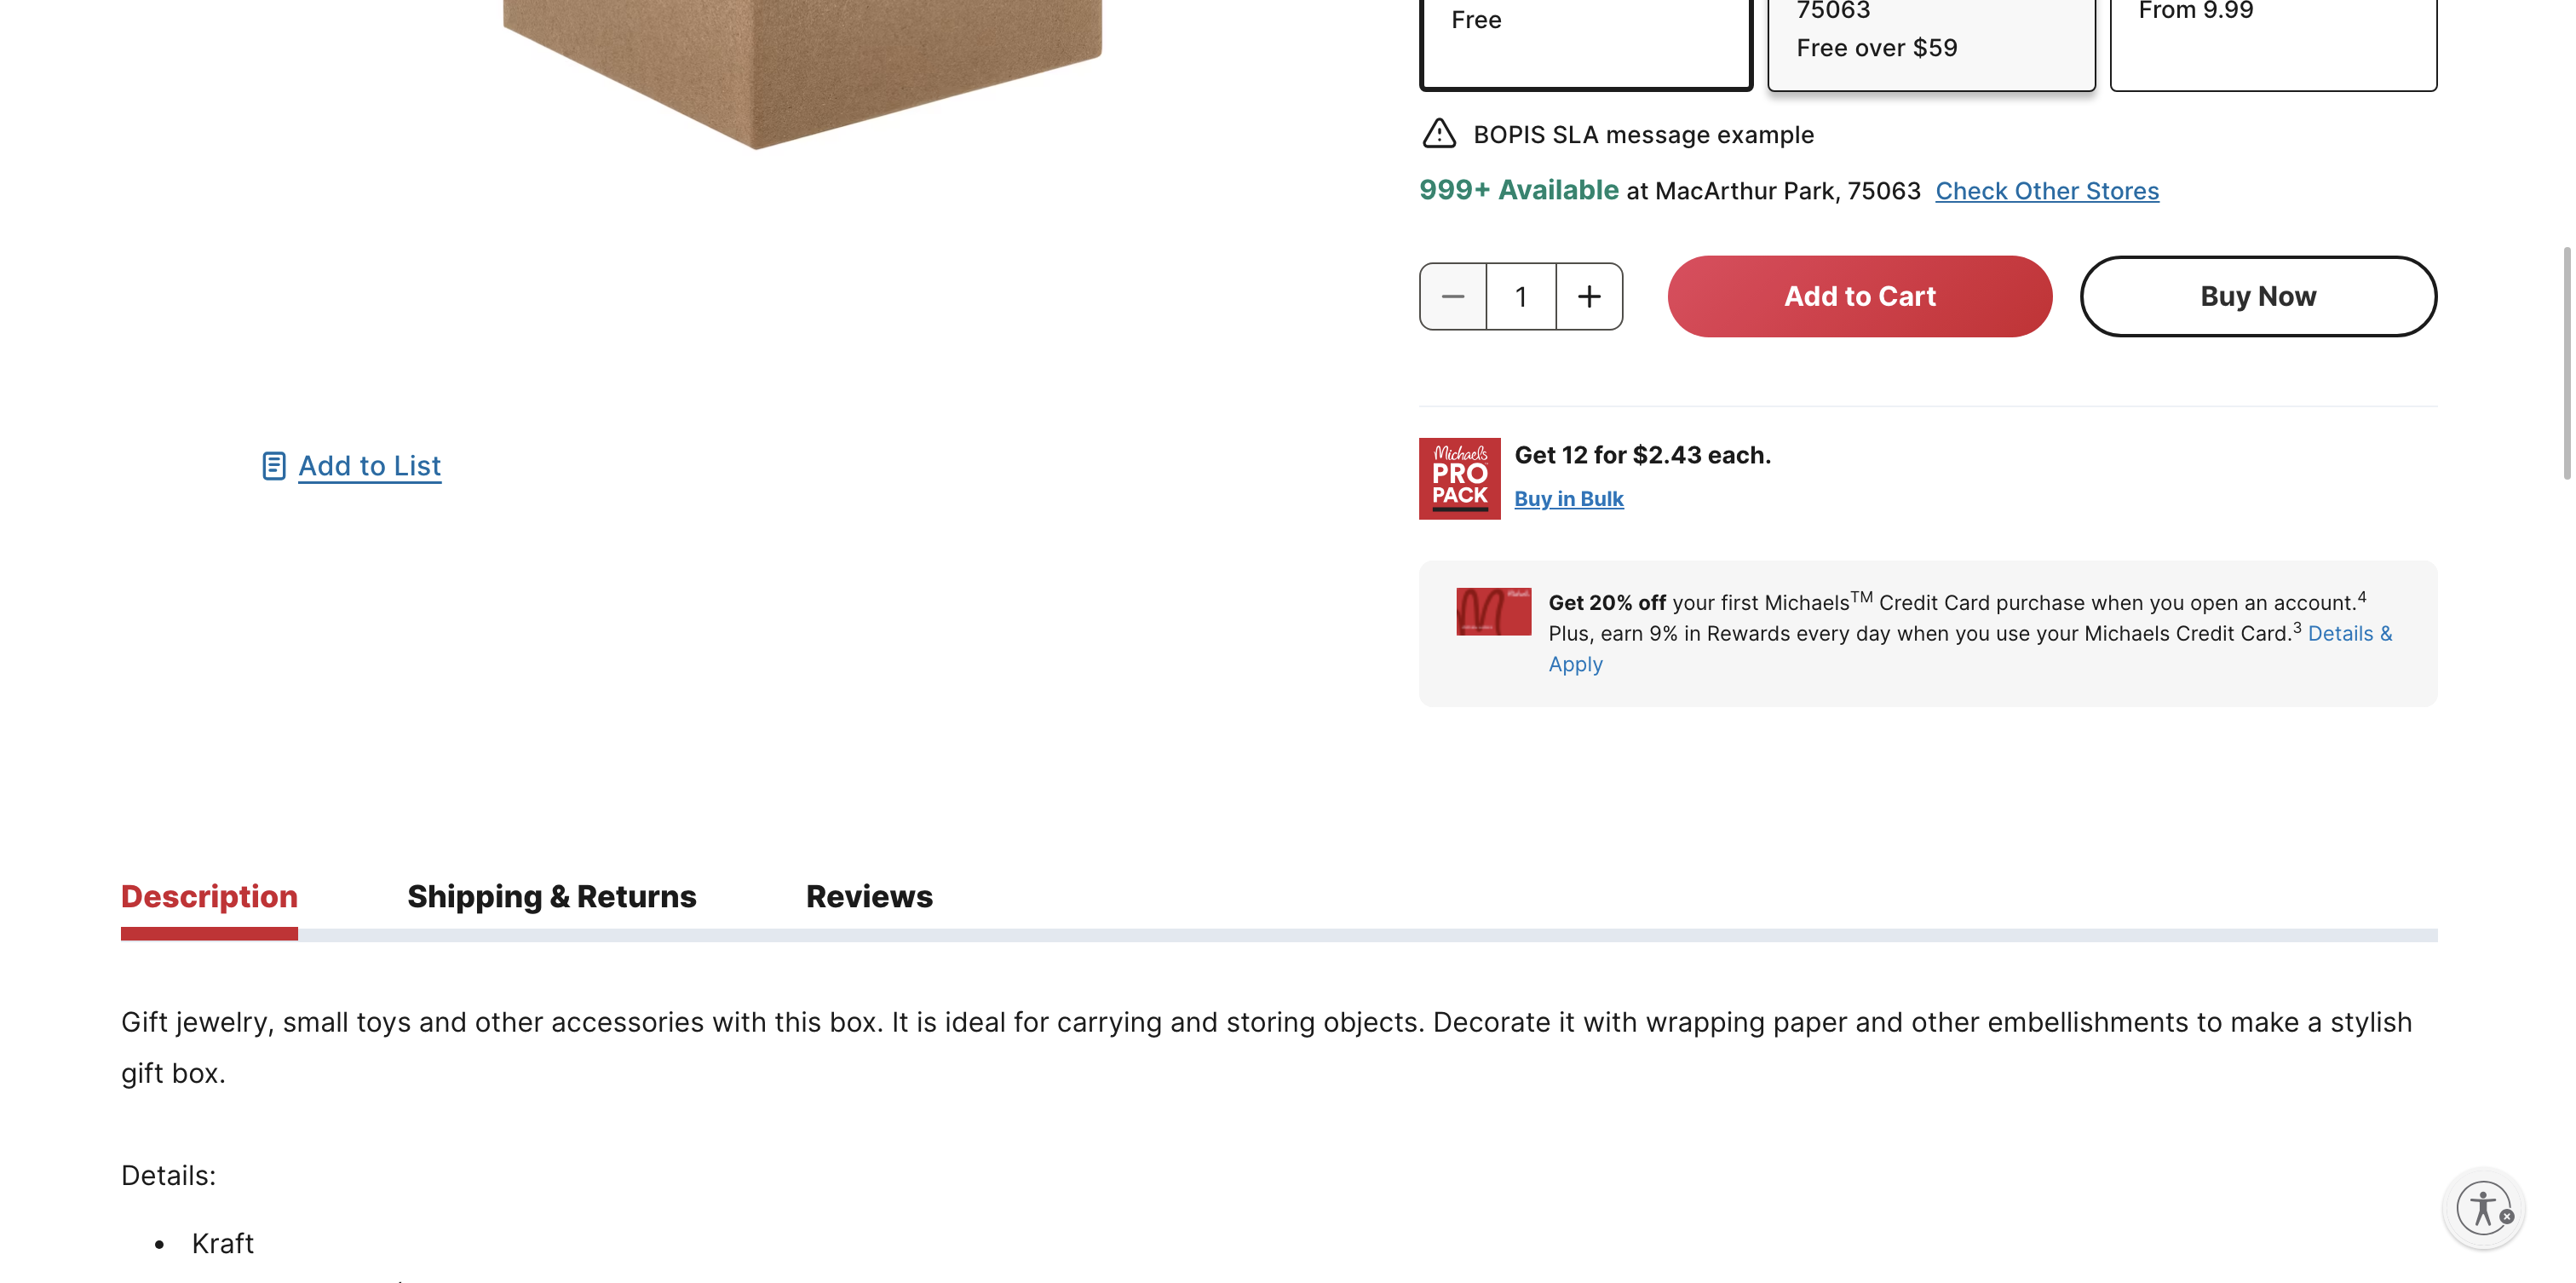 Free
75063
Free over $59
From 9.99
BOPIS SLA message example
999+ Available at MacArthur Park, 75063 Check Other Stores
1
Add to Cart
Buy Now
Add to List
Michaels
PRO
PACK
Get 12 for $2.43 each.
Buy in Bulk
Get 20% off your first Michaels™ Credit Card purchase when you open an account.⁴
Plus, earn 9% in Rewards every day when you use your Michaels Credit Card.³ Details &
Apply
Description
Shipping & Returns
Reviews
Gift jewelry, small toys and other accessories with this box. It is ideal for carrying and storing objects. Decorate it with wrapping paper and other embellishments to make a stylish
gift box.
Details:
• Kraft